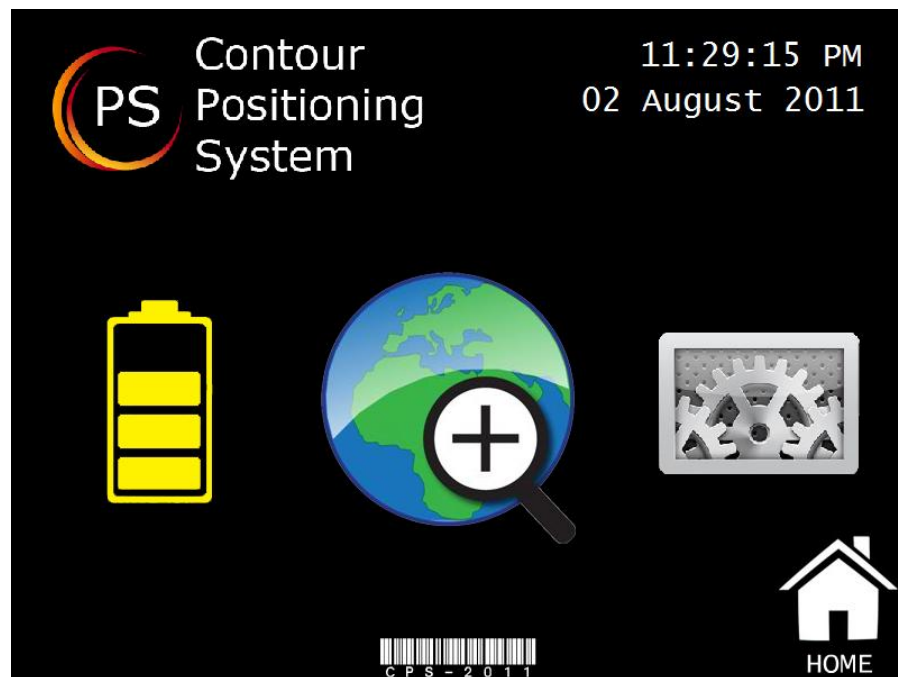 PS
Contour
Positioning
System
11:29:15 PM
02 August 2011
CPS-2011
HOME